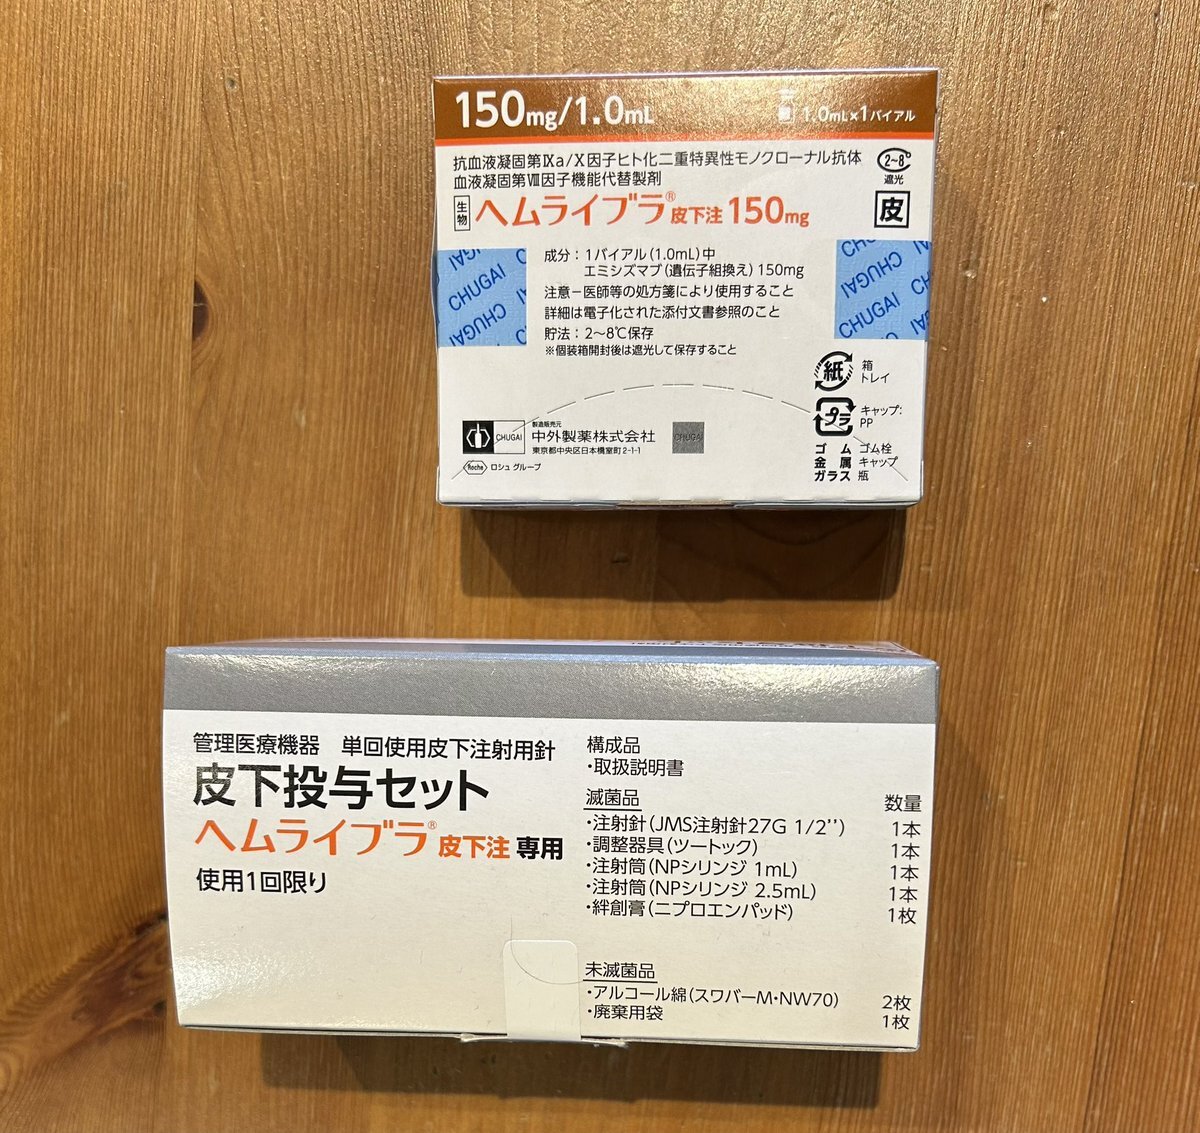 150mg/1.0mL
1.0mL×1バイアル
抗血液凝固第Ⅸa/Ⅹ因子ヒト化二重特異性モノクローナル抗体
血液凝固第Ⅷ因子機能代替製剤
2~8°
遮光
生物
ヘムライブラ® 皮下注 150mg
皮
CHUGAI
CHUGAI
CHUGAI
CHUGAI
成分：1バイアル(1.0mL)中
エミシズマブ(遺伝子組換え) 150mg
注意−医師等の処方箋により使用すること
詳細は電子化された添付文書参照のこと
貯法：2〜8℃保存
※個装箱開封後は遮光して保存すること
紙 箱
トレイ
プラ キャップ:
PP
ゴム ゴム栓
金属 キャップ
ガラス 瓶
CHUGAI
製造販売元
中外製薬株式会社
東京都中央区日本橋室町2-1-1
CHUGAI
Roche ロシュ グループ
管理医療機器 単回使用皮下注射用針
皮下投与セット
ヘムライブラ® 皮下注 専用
使用1回限り
構成品
・取扱説明書
滅菌品 数量
・注射針(JMS注射針27G 1/2'') 1本
・調整器具(ツートック) 1本
・注射筒(NPシリンジ 1mL) 1本
・注射筒(NPシリンジ 2.5mL) 1本
・絆創膏(ニプロエンパッド) 1枚
未滅菌品
・アルコール綿(スワバーM・NW70) 2枚
・廃棄用袋 1枚